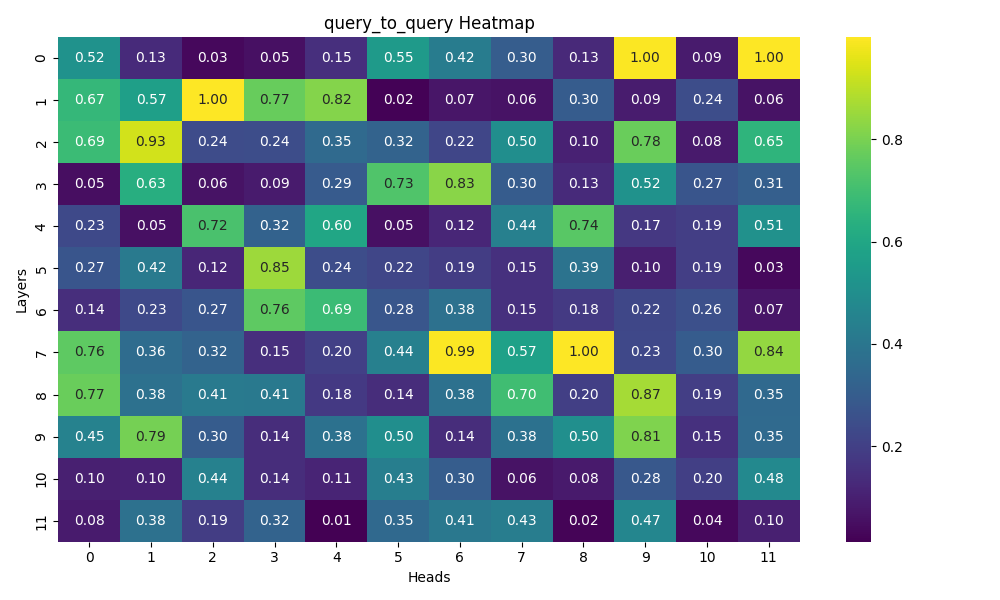 query_to_query Heatmap
0 0.52 0.13 0.03 0.05 0.15 0.55 0.42 0.30 0.13 1.00 0.09 1.00
1 0.67 0.57 1.00 0.77 0.82 0.02 0.07 0.06 0.30 0.09 0.24 0.06
2 0.69 0.93 0.24 0.24 0.35 0.32 0.22 0.50 0.10 0.78 0.08 0.65
3 0.05 0.63 0.06 0.09 0.29 0.73 0.83 0.30 0.13 0.52 0.27 0.31
4 0.23 0.05 0.72 0.32 0.60 0.05 0.12 0.44 0.74 0.17 0.19 0.51
5 0.27 0.42 0.12 0.85 0.24 0.22 0.19 0.15 0.39 0.10 0.19 0.03
6 0.14 0.23 0.27 0.76 0.69 0.28 0.38 0.15 0.18 0.22 0.26 0.07
7 0.76 0.36 0.32 0.15 0.20 0.44 0.99 0.57 1.00 0.23 0.30 0.84
8 0.77 0.38 0.41 0.41 0.18 0.14 0.38 0.70 0.20 0.87 0.19 0.35
9 0.45 0.79 0.30 0.14 0.38 0.50 0.14 0.38 0.50 0.81 0.15 0.35
10 0.10 0.10 0.44 0.14 0.11 0.43 0.30 0.06 0.08 0.28 0.20 0.48
11 0.08 0.38 0.19 0.32 0.01 0.35 0.41 0.43 0.02 0.47 0.04 0.10
0 1 2 3 4 5 6 7 8 9 10 11
Heads
Layers
0.8
0.6
0.4
0.2